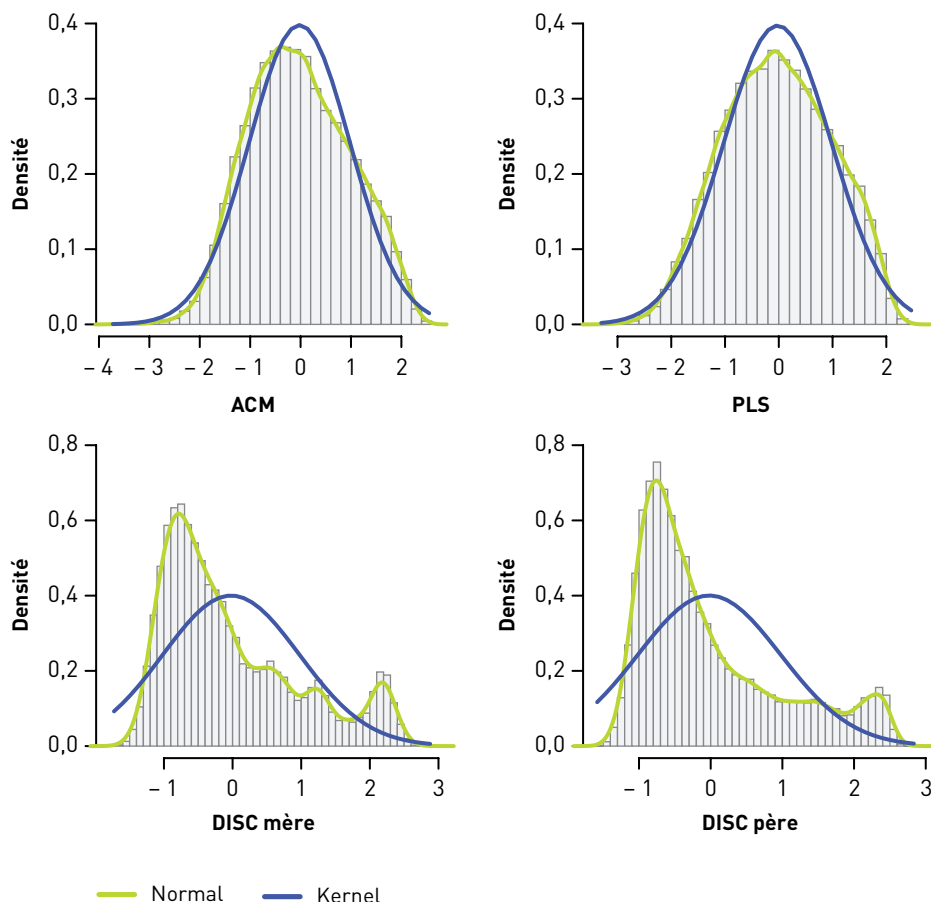 0,4
0,3
0,2
0,1
0,0
Densité
– 4 – 3 – 2 – 1 0 1 2
ACM
0,4
0,3
0,2
0,1
0,0
Densité
– 3 – 2 – 1 0 1 2
PLS
0,8
0,6
0,4
0,2
0,0
Densité
– 1 0 1 2 3
DISC mère
0,8
0,6
0,4
0,2
0,0
Densité
– 1 0 1 2 3
DISC père
Normal Kernel